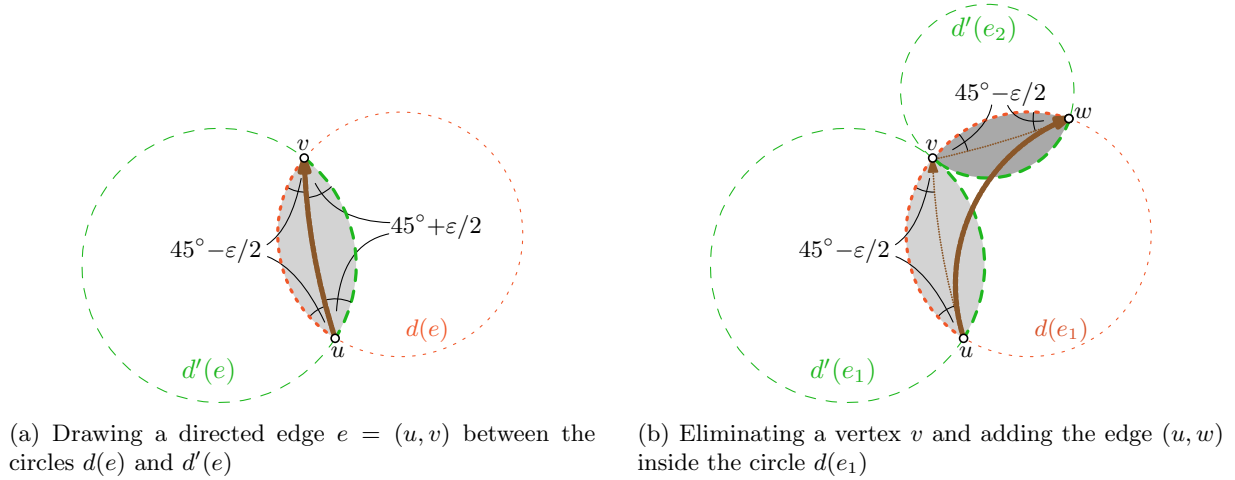 d′(e₂)
45°−ε/2
w
v
v
45°+ε/2
45°−ε/2
45°−ε/2
d(e)
d(e₁)
u
u
d′(e)
d′(e₁)
(a) Drawing a directed edge e = (u, v) between the
circles d(e) and d′(e)
(b) Eliminating a vertex v and adding the edge (u, w)
inside the circle d(e₁)